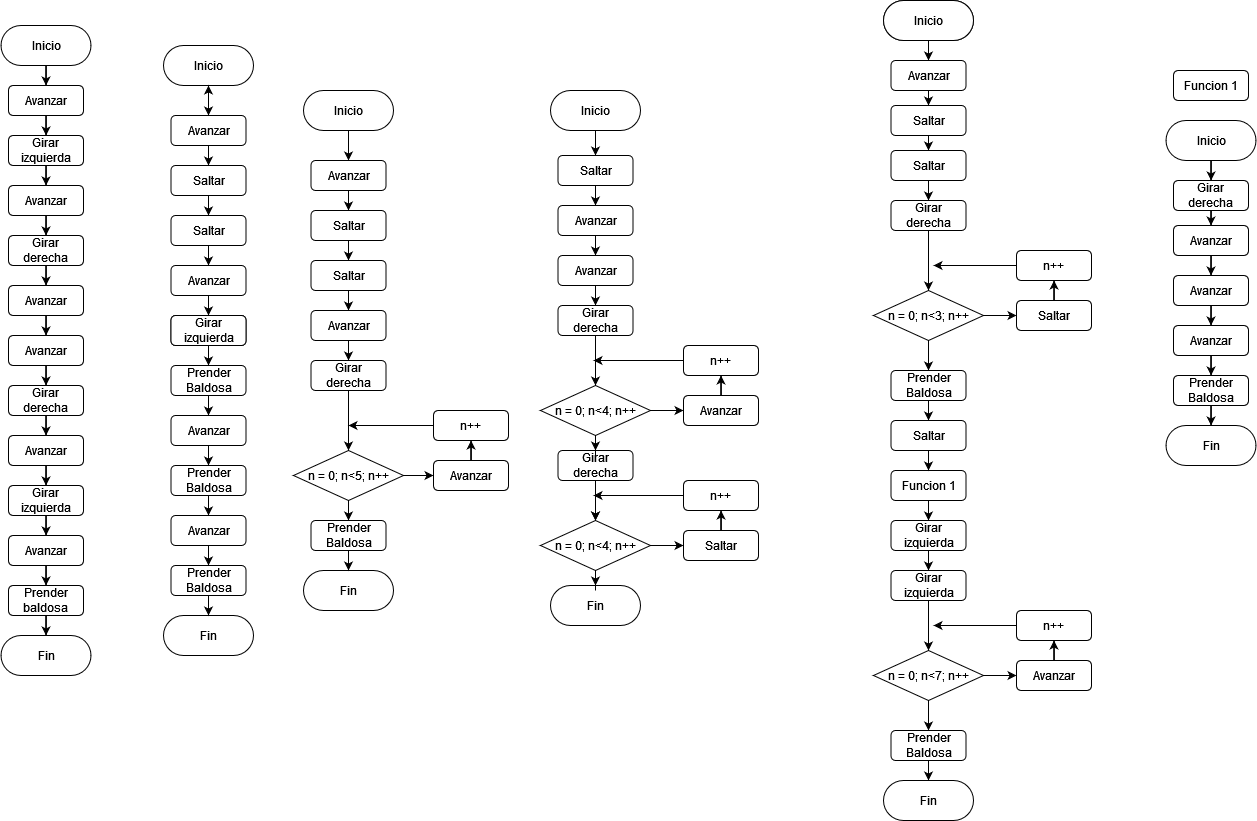 Inicio
Avanzar
Girar
izquierda
Avanzar
Girar
derecha
Avanzar
Avanzar
Girar
derecha
Avanzar
Girar
izquierda
Avanzar
Prender
baldosa
Fin
Inicio
Avanzar
Saltar
Saltar
Avanzar
Girar
izquierda
Prender
Baldosa
Avanzar
Prender
Baldosa
Avanzar
Prender
Baldosa
Fin
Inicio
Avanzar
Saltar
Saltar
Avanzar
Girar
derecha
n++
n = 0; n<5; n++
Avanzar
Prender
Baldosa
Fin
Inicio
Saltar
Avanzar
Avanzar
Girar
derecha
n++
n = 0; n<4; n++
Avanzar
Girar
derecha
n++
n = 0; n<4; n++
Saltar
Fin
Inicio
Avanzar
Saltar
Saltar
Girar
derecha
n++
n = 0; n<3; n++
Saltar
Prender
Baldosa
Saltar
Funcion 1
Girar
izquierda
Girar
izquierda
n++
n = 0; n<7; n++
Avanzar
Prender
Baldosa
Fin
Funcion 1
Inicio
Girar
derecha
Avanzar
Avanzar
Avanzar
Prender
Baldosa
Fin